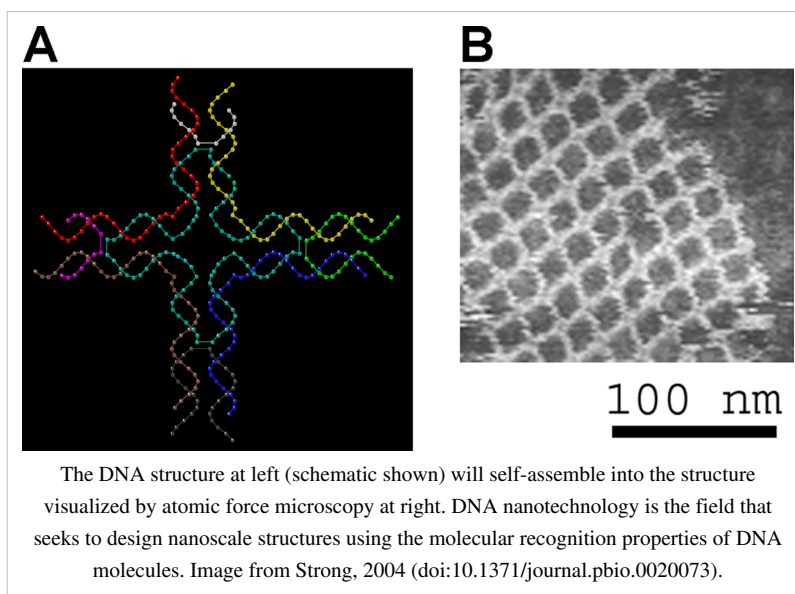 A
B
100 nm
The DNA structure at left (schematic shown) will self-assemble into the structure
visualized by atomic force microscopy at right. DNA nanotechnology is the field that
seeks to design nanoscale structures using the molecular recognition properties of DNA
molecules. Image from Strong, 2004 (doi:10.1371/journal.pbio.0020073).